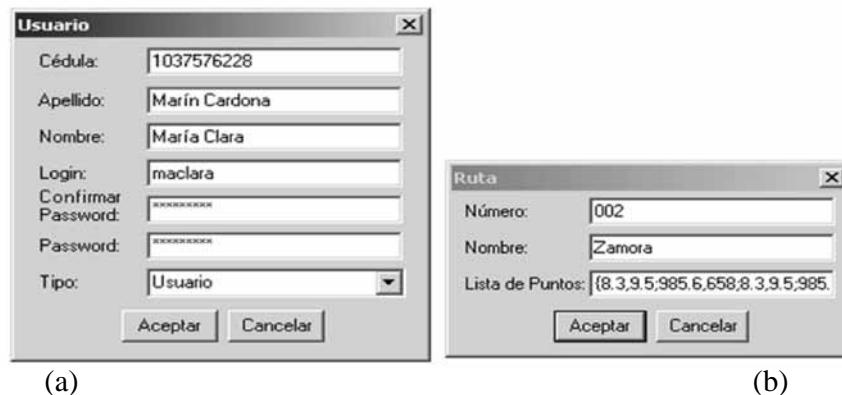 Usuario
Cédula: 1037576228
Apellido: Marín Cardona
Nombre: María Clara
Login: maclara
Confirmar
Password: *********
Password: *********
Tipo: Usuario
Aceptar Cancelar
(a)
Ruta
Número: 002
Nombre: Zamora
Lista de Puntos: {8.3,9.5;985.6,658;8.3,9.5;985.
Aceptar Cancelar
(b)